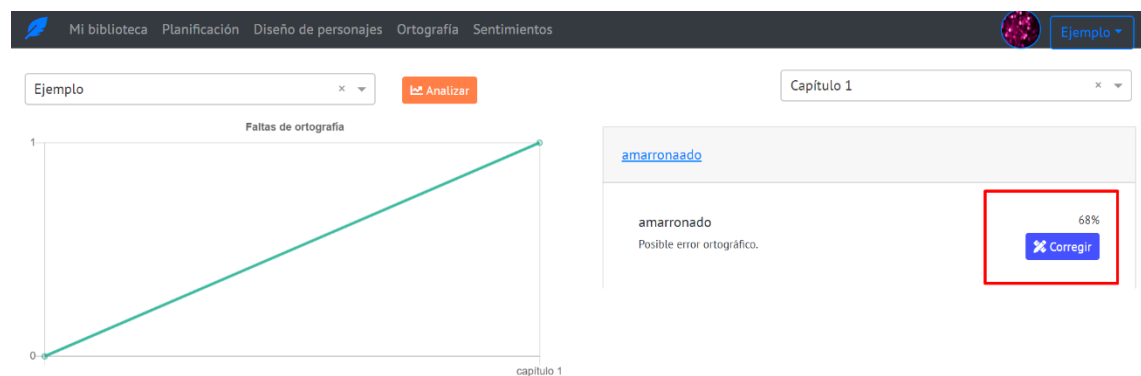 Mi biblioteca Planificación Diseño de personajes Ortografía Sentimientos Ejemplo
Ejemplo × Analizar Capítulo 1 ×
Faltas de ortografía
1
0
capítulo 1
amarronaado
amarronado 68%
Posible error ortográfico. Corregir